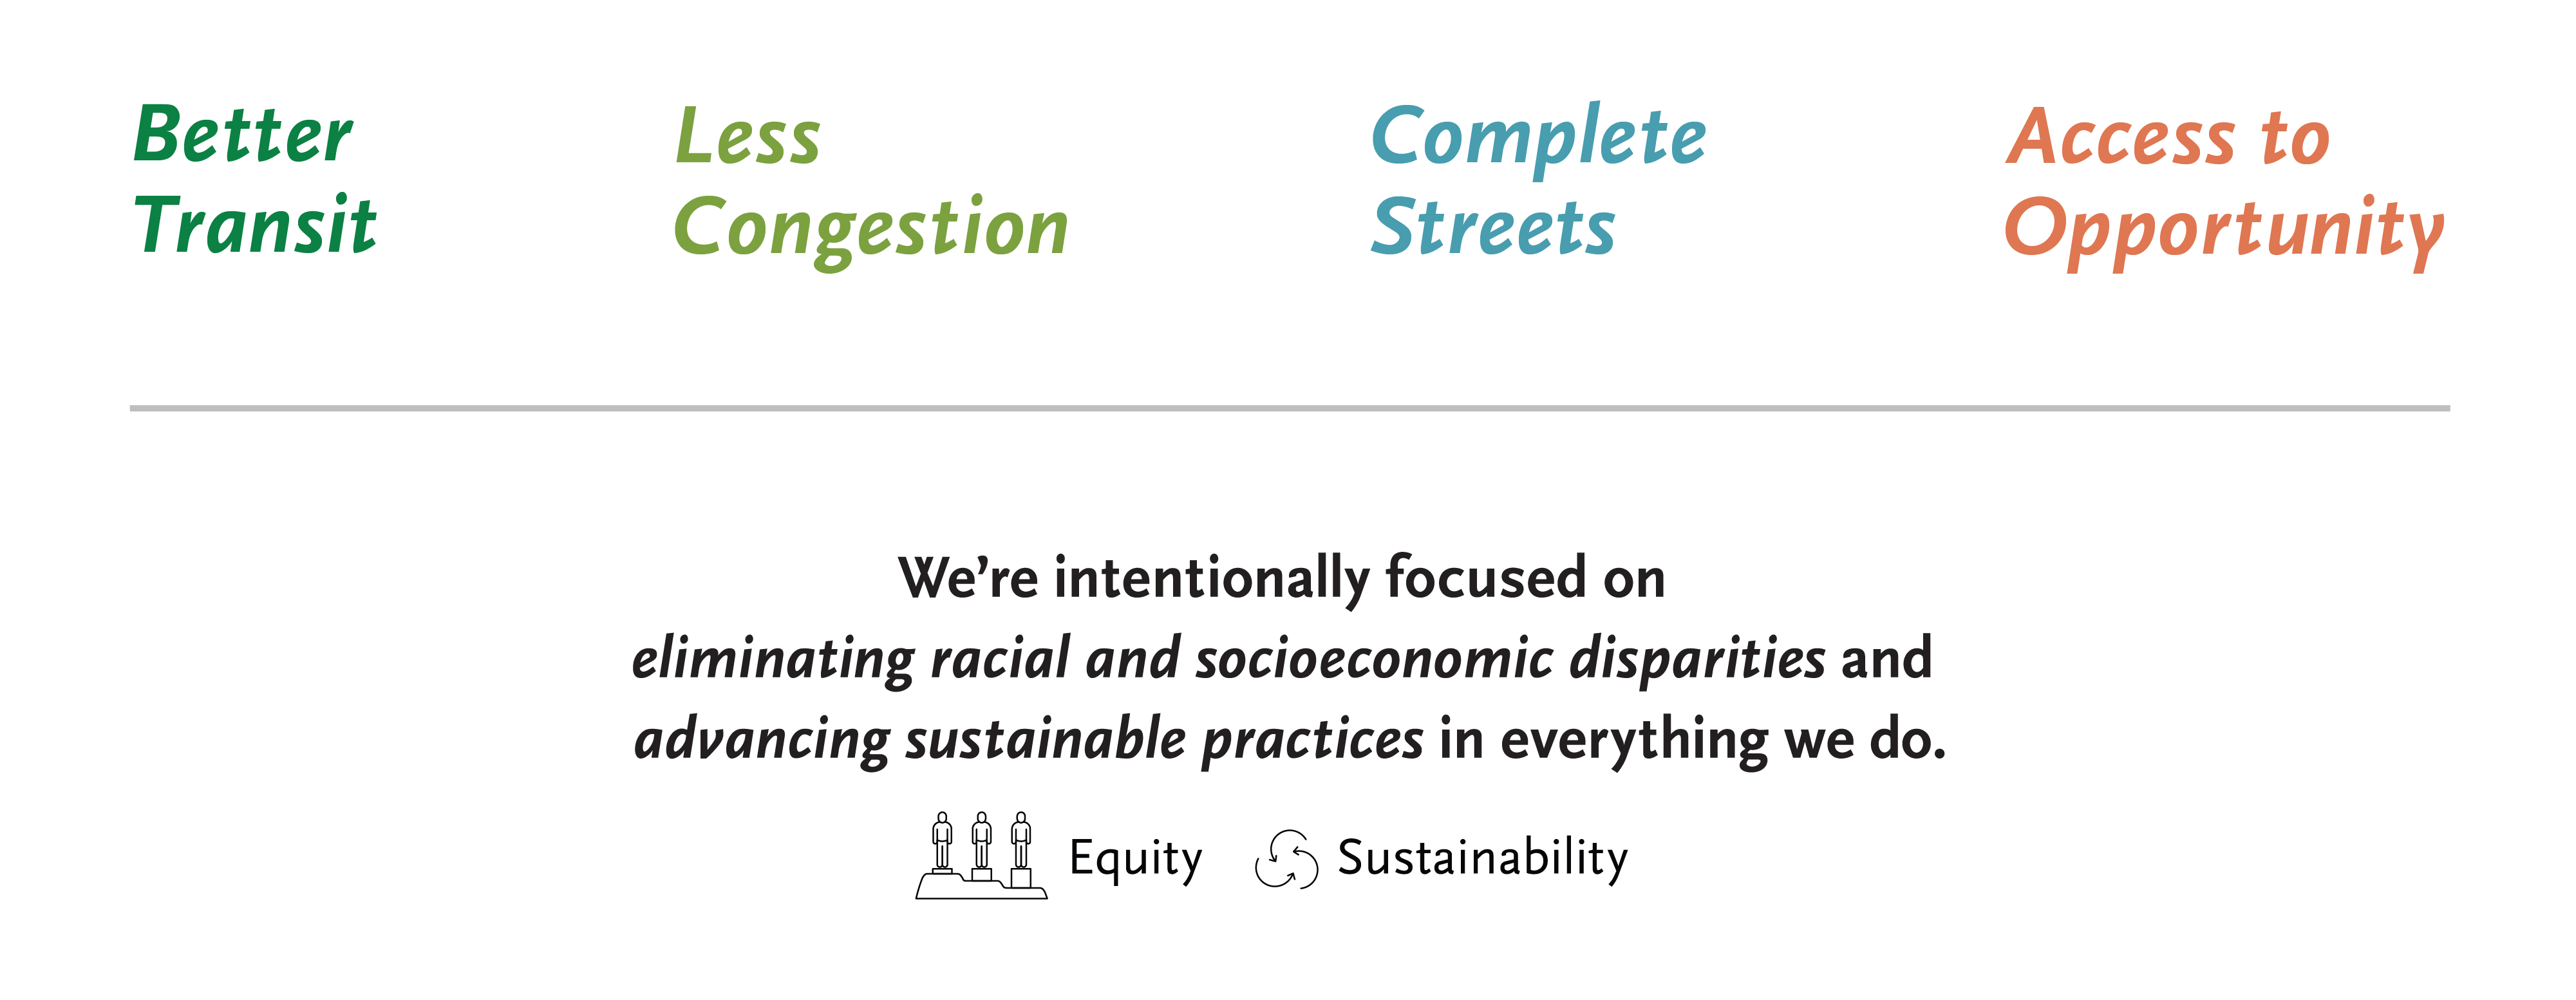 Better
Transit
Less
Congestion
Complete
Streets
Access to
Opportunity
We’re intentionally focused on
eliminating racial and socioeconomic disparities and
advancing sustainable practices in everything we do.
Equity
Sustainability